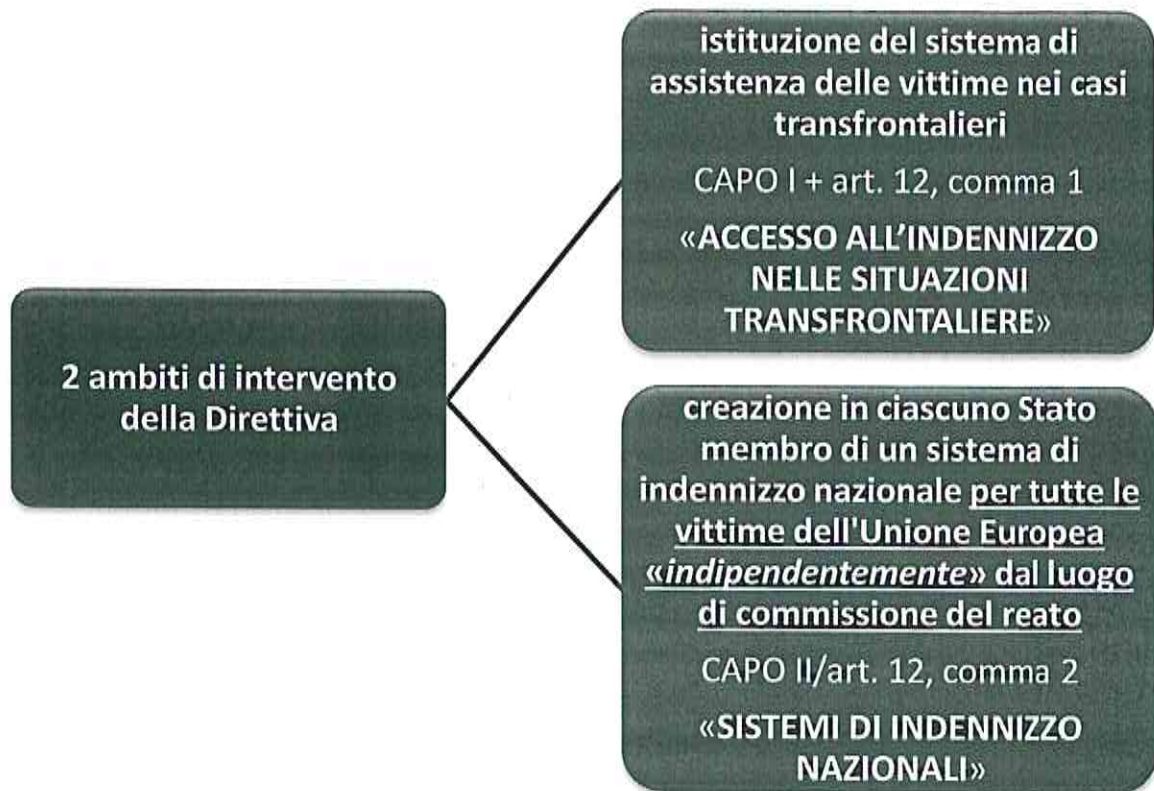 2 ambiti di intervento
della Direttiva
istituzione del sistema di
assistenza delle vittime nei casi
transfrontalieri
CAPO I + art. 12, comma 1
«ACCESSO ALL’INDENNIZZO
NELLE SITUAZIONI
TRANSFRONTALIERE»
creazione in ciascuno Stato
membro di un sistema di
indennizzo nazionale per tutte le
vittime dell'Unione Europea
«indipendentemente» dal luogo
di commissione del reato
CAPO II/art. 12, comma 2
«SISTEMI DI INDENNIZZO
NAZIONALI»